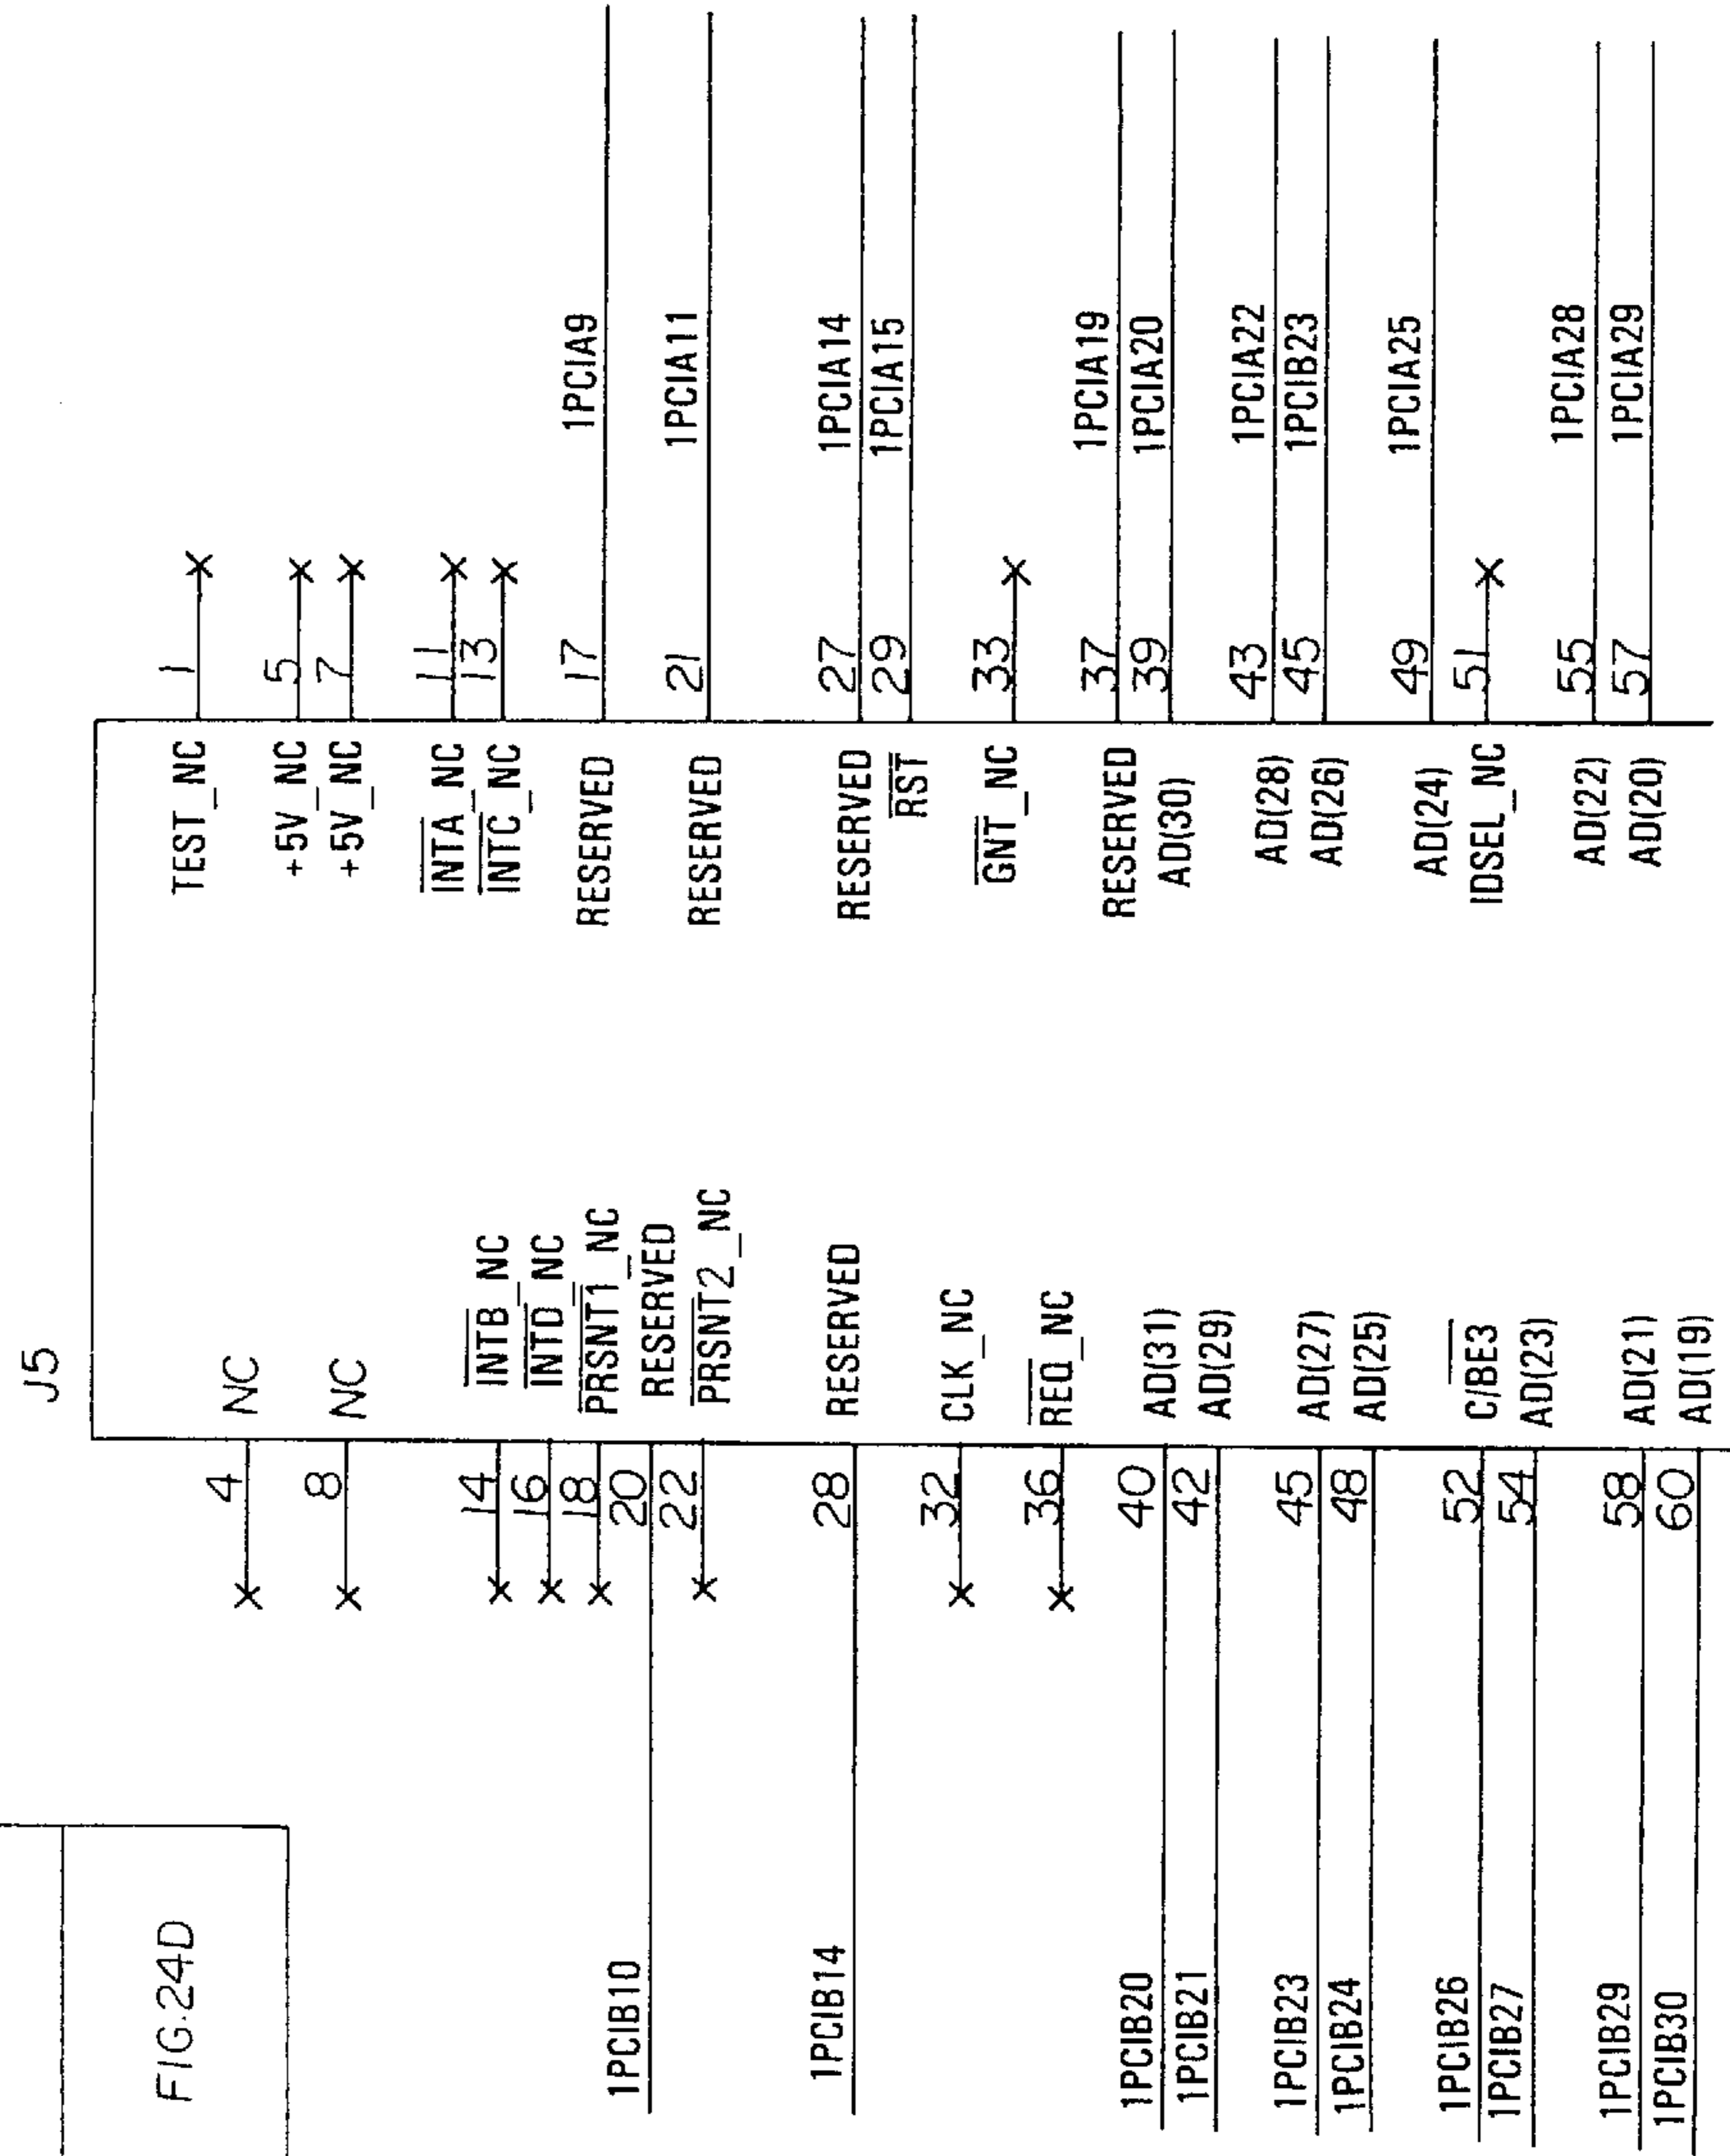 J5
FIG.24D
4 NC
8 NC
14 INTB_NC
16 INTD_NC
18 PRSNT1_NC
1PCIB10 20 RESERVED
22 PRSNT2_NC
1PCIB14 28 RESERVED
32 CLK_NC
36 REQ_NC
1PCIB20 40 AD(31)
1PCIB21 42 AD(29)
1PCIB23 45 AD(27)
1PCIB24 48 AD(25)
1PCIB26 52 C/BE3
1PCIB27 54 AD(23)
1PCIB29 58 AD(21)
1PCIB30 60 AD(19)
TEST_NC 1
+5V_NC 5
+5V_NC 7
INTA_NC 11
INTC_NC 13
RESERVED 17 1PCIA9
RESERVED 21 1PCIA11
RESERVED 27 1PCIA14
RST 29 1PCIA15
GNT_NC 33
RESERVED 37 1PCIA19
AD(30) 39 1PCIA20
AD(28) 43 1PCIA22
AD(26) 45 1PCIB23
AD(24) 49 1PCIA25
IDSEL_NC 51
AD(22) 55 1PCIA28
AD(20) 57 1PCIA29